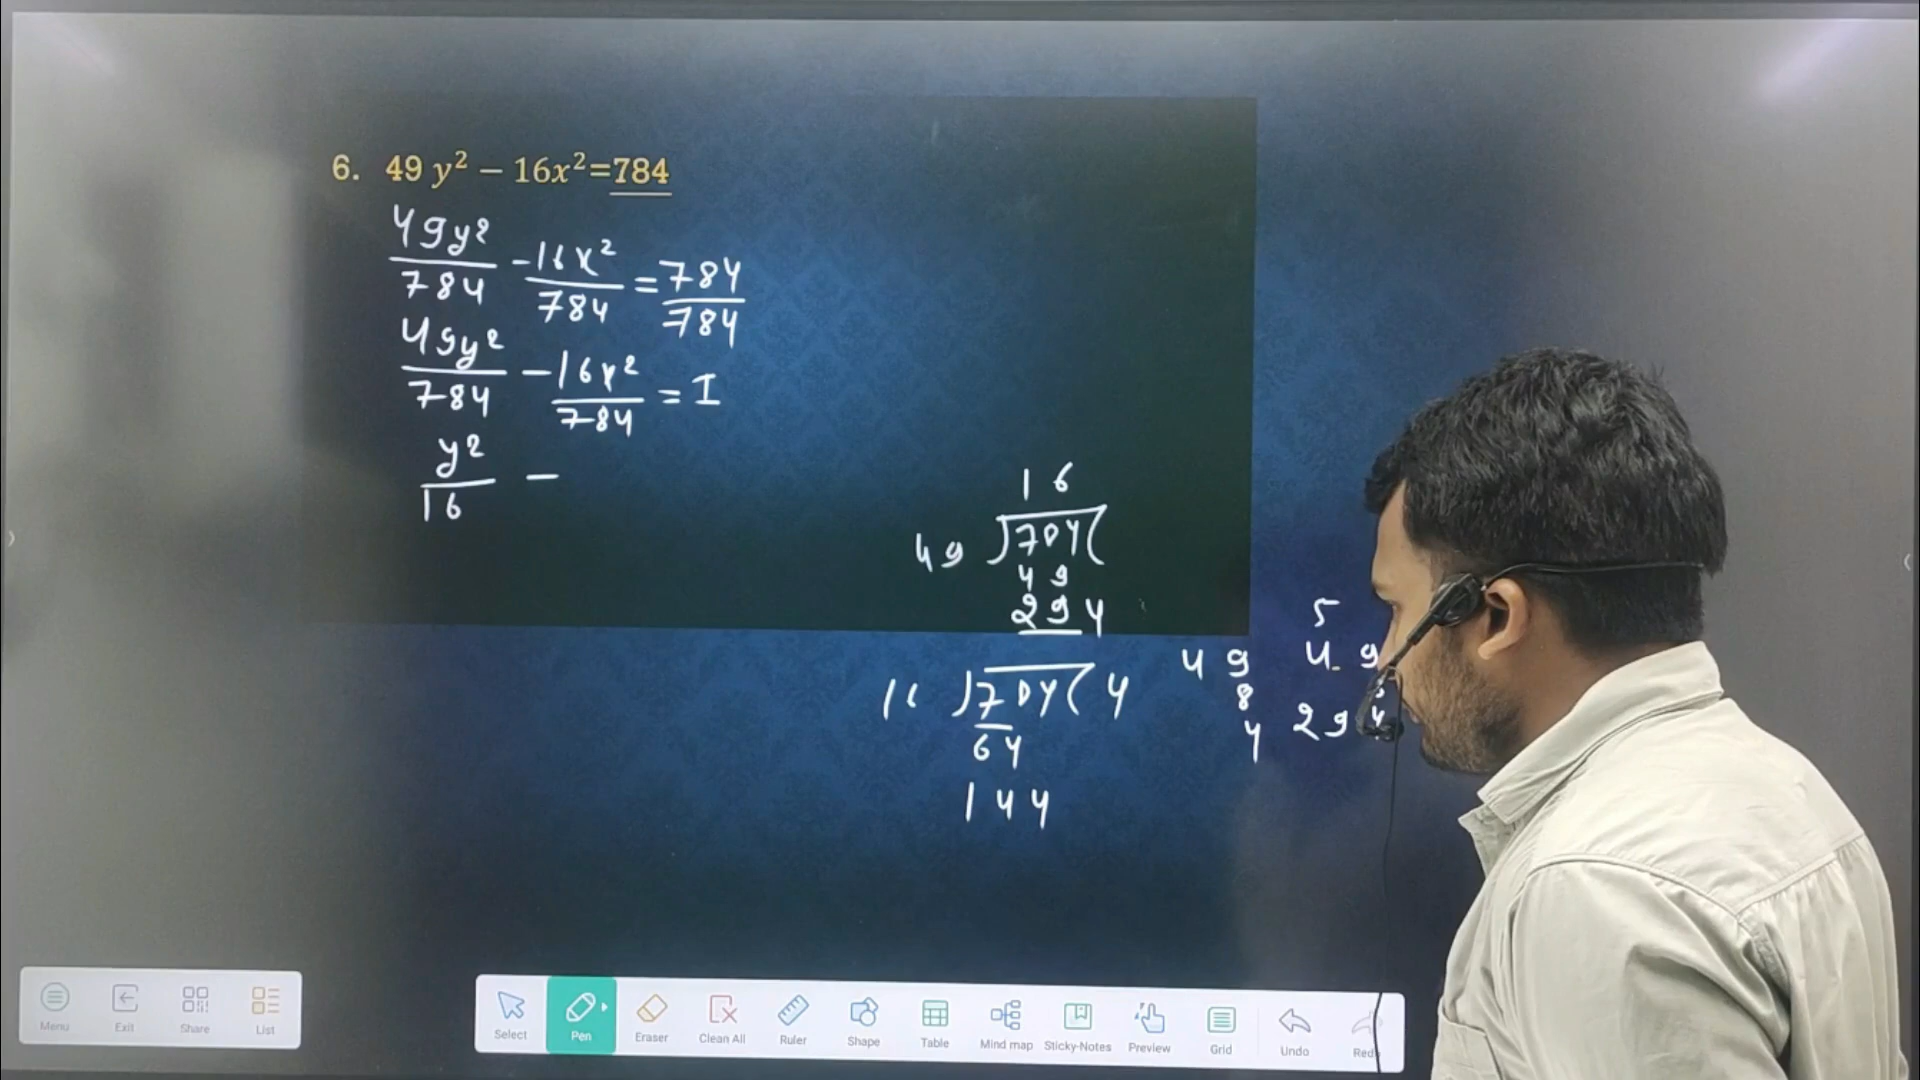 6. 49 y² − 16x²=784
49y²/784 − 16x²/784 = 784/784
49y²/784 − 16x²/784 = I
y²/16 −
16
49 )784(
49
294
16 )784( 4
64
144
49
8
4
5
49
294
Menu Exit Share List
Select Pen Eraser Clean All Ruler Shape Table Mind map Sticky-Notes Preview Grid Undo